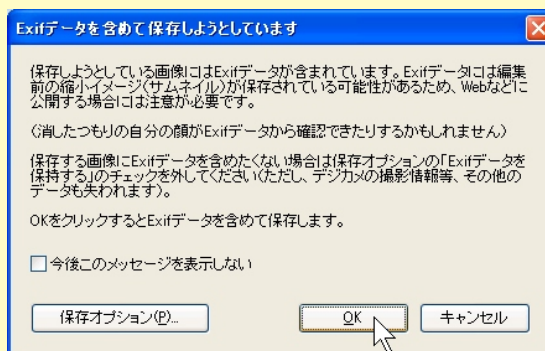 Exifデータを含めて保存しようとしています
保存しようとしている画像にはExifデータが含まれています。Exifデータには編集
前の縮小イメージ(サムネイル)が保存されている可能性があるため、Webなどに
公開する場合には注意が必要です。
(消したつもりの自分の顔がExifデータから確認できたりするかもしれません)
保存する画像にExifデータを含めたくない場合は保存オプションの「Exifデータを
保持する」のチェックを外してください(ただし、デジカメの撮影情報等、その他の
データも失われます)。
OKをクリックするとExifデータを含めて保存します。
今後このメッセージを表示しない
保存オプション(P)... OK キャンセル